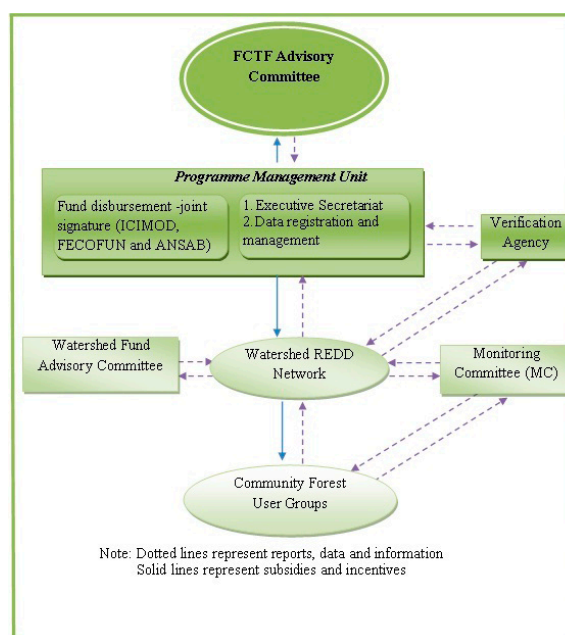 FCTF Advisory
Committee
Programme Management Unit
Fund disbursement -joint
signature (ICIMOD,
FECOFUN and ANSAB)
1. Executive Secretariat
2. Data registration and
management
Verification
Agency
Watershed Fund
Advisory Committee
Watershed REDD
Network
Monitoring
Committee (MC)
Community Forest
User Groups
Note: Dotted lines represent reports, data and information
Solid lines represent subsidies and incentives